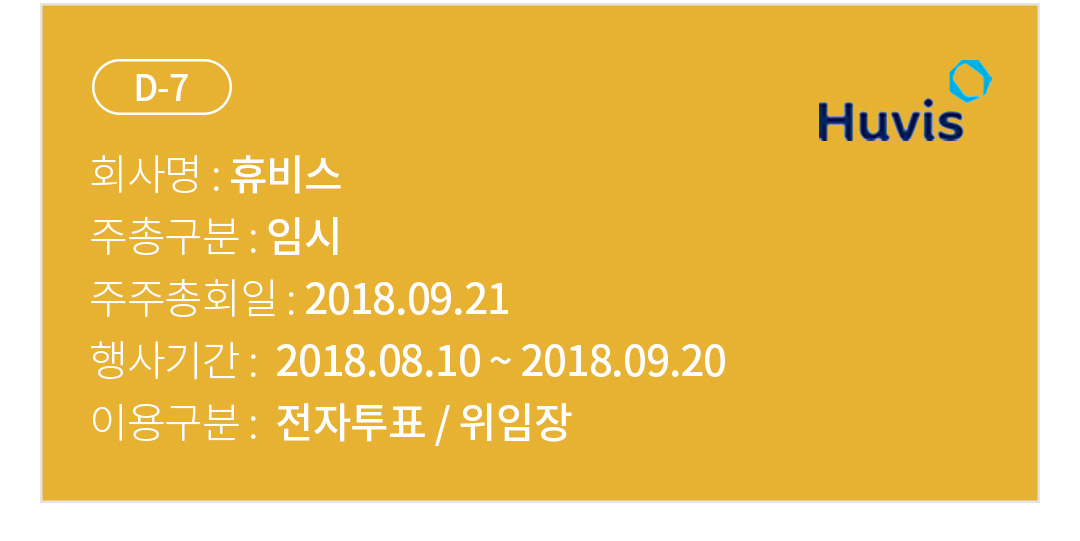 D-7
Huvis
회사명 : 휴비스
주총구분 : 임시
주주총회일 : 2018.09.21
행사기간 : 2018.08.10 ~ 2018.09.20
이용구분 : 전자투표 / 위임장